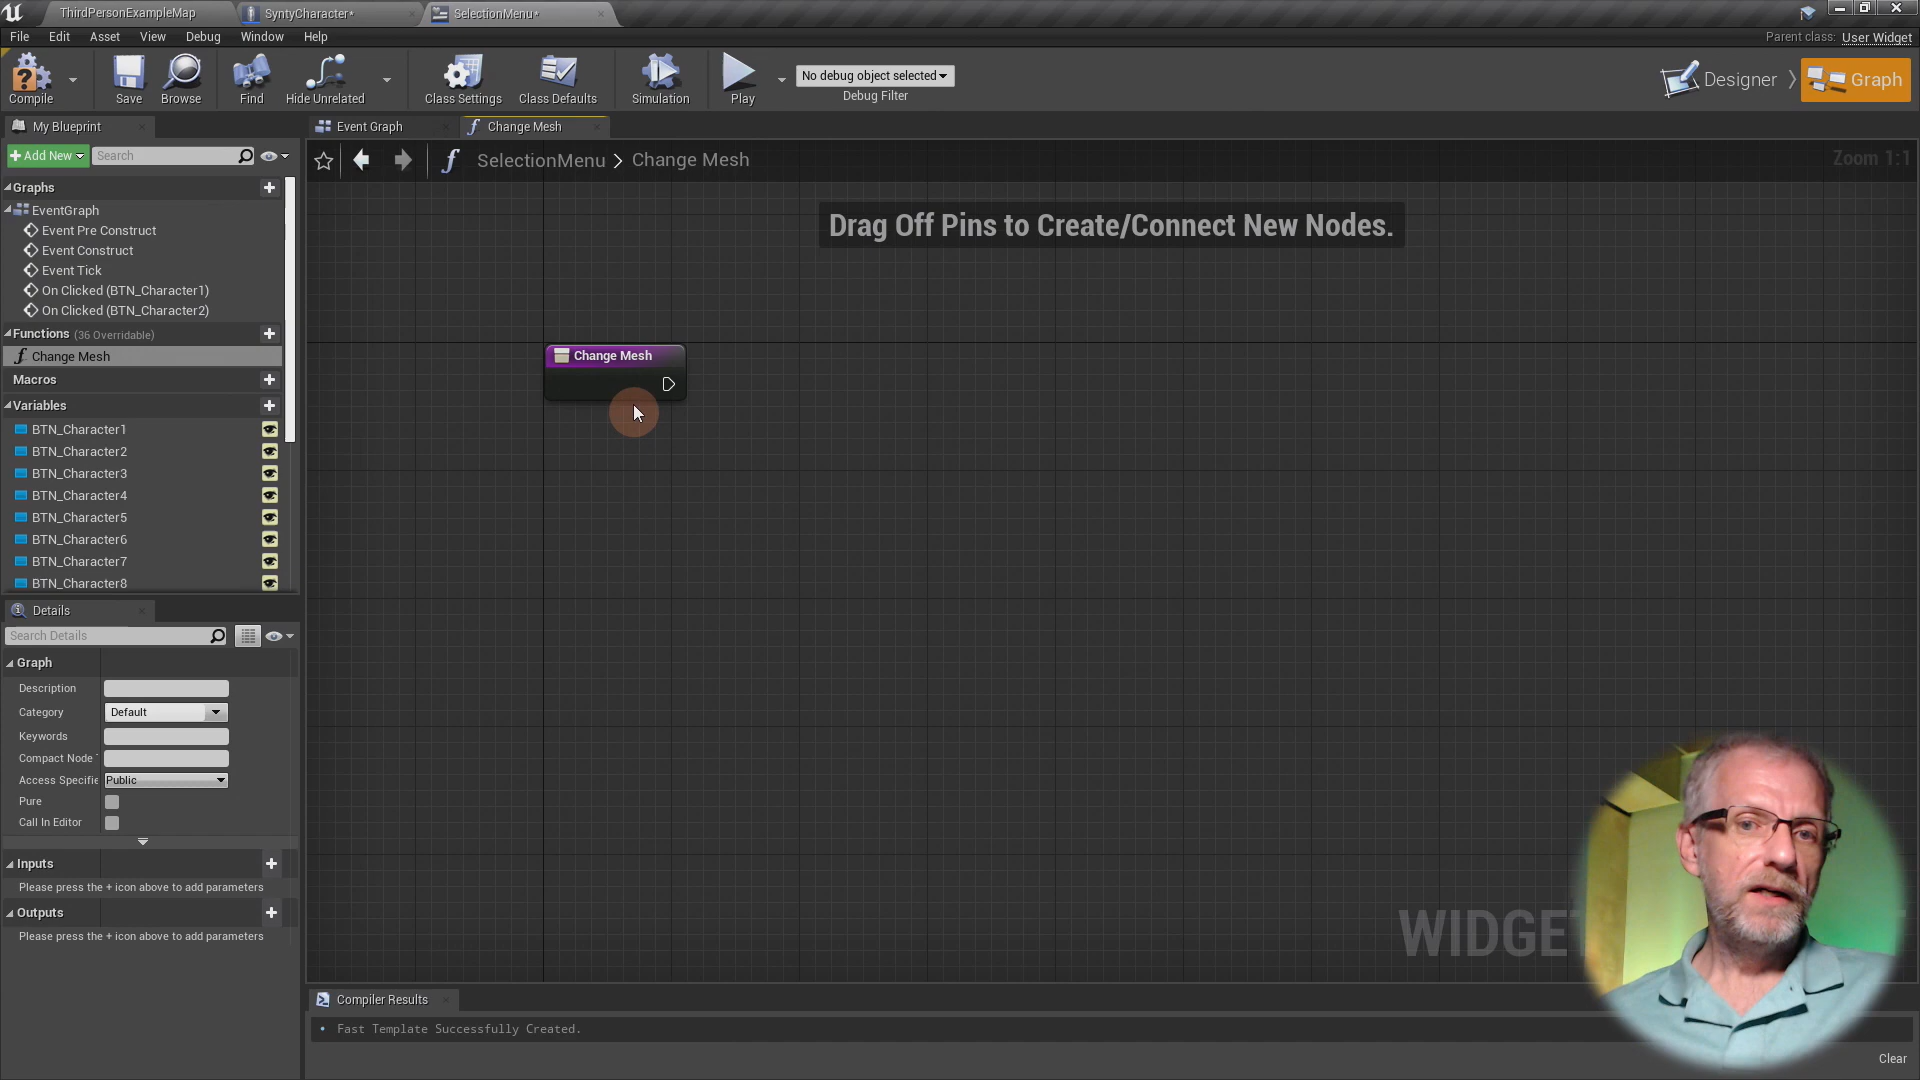 ThirdPersonExampleMap
SyntyCharacter*
SelectionMenu*
File Edit Asset View Debug Window Help
Parent class: User Widget
Compile
Save
Browse
Find
Hide Unrelated
Class Settings
Class Defaults
Simulation
Play
No debug object selected
Debug Filter
Designer
Graph
My Blueprint
Event Graph
Change Mesh
+ Add New
Search
SelectionMenu > Change Mesh
Zoom 1:1
Drag Off Pins to Create/Connect New Nodes.
Graphs
EventGraph
Event Pre Construct
Event Construct
Event Tick
On Clicked (BTN_Character1)
On Clicked (BTN_Character2)
Functions (36 Overridable)
Change Mesh
Macros
Variables
BTN_Character1
BTN_Character2
BTN_Character3
BTN_Character4
BTN_Character5
BTN_Character6
BTN_Character7
BTN_Character8
Change Mesh
Details
Search Details
Graph
Description
Category Default
Keywords
Compact Node
Access Specifie Public
Pure
Call In Editor
Inputs
Please press the + icon above to add parameters
Outputs
Please press the + icon above to add parameters
WIDGE
Compiler Results
• Fast Template Successfully Created.
Clear